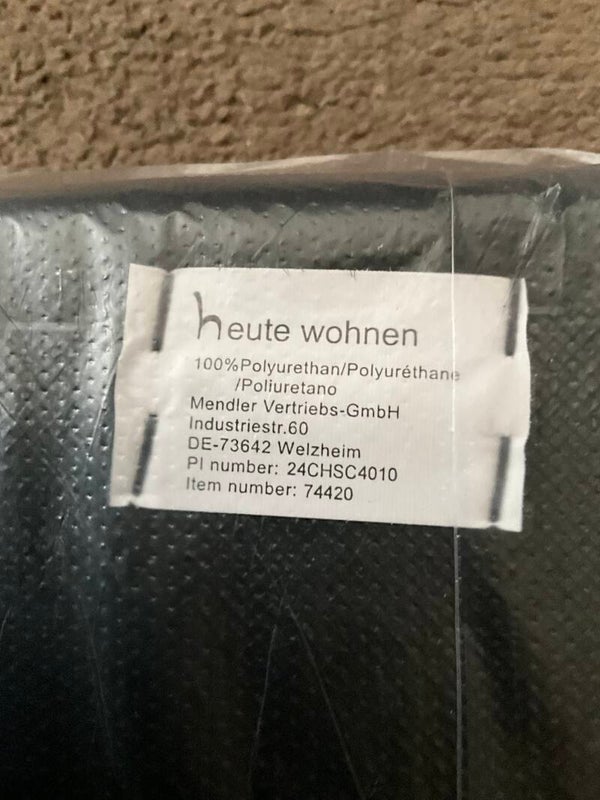 heute wohnen
100%Polyurethan/Polyuréthane
/Poliuretano
Mendler Vertriebs-GmbH
Industriestr.60
DE-73642 Welzheim
PI number: 24CHSC4010
Item number: 74420